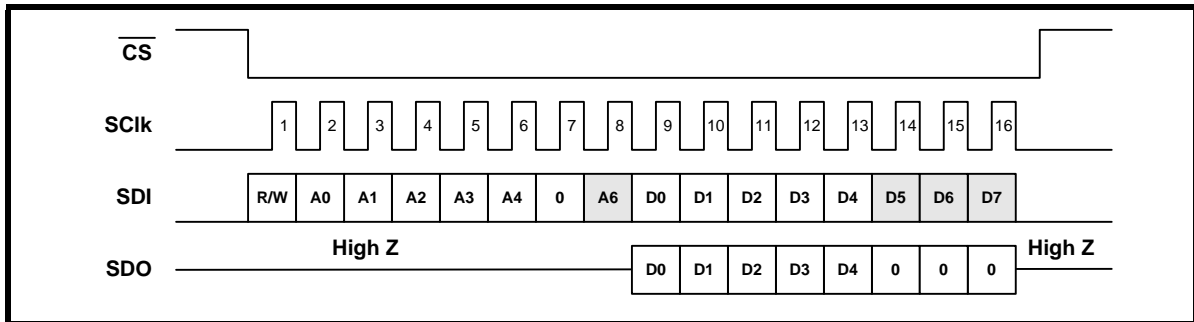 CS
SClk 1 2 3 4 5 6 7 8 9 10 11 12 13 14 15 16
SDI R/W A0 A1 A2 A3 A4 0 A6 D0 D1 D2 D3 D4 D5 D6 D7
High Z High Z
SDO D0 D1 D2 D3 D4 0 0 0